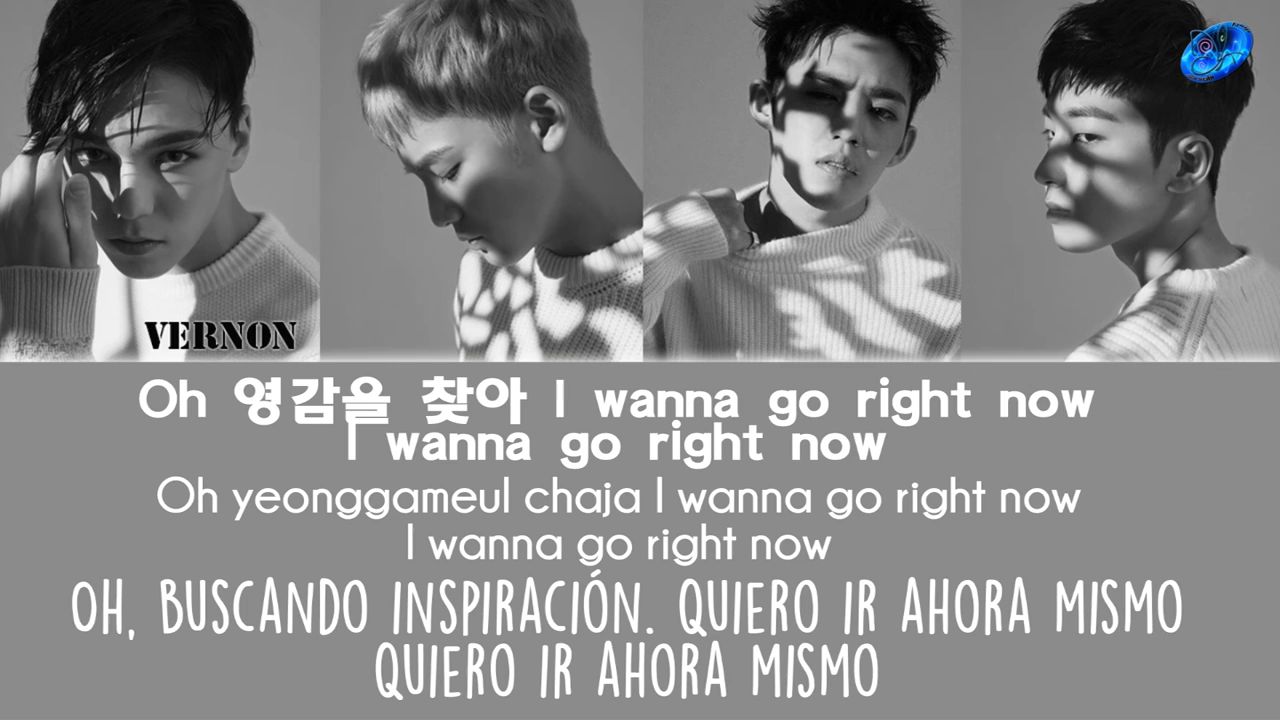 VERNON
Oh 영감을 찾아 I wanna go right now
I wanna go right now
Oh yeonggameul chaja I wanna go right now
I wanna go right now
OH, BUSCANDO INSPIRACIÓN. QUIERO IR AHORA MISMO
QUIERO IR AHORA MISMO